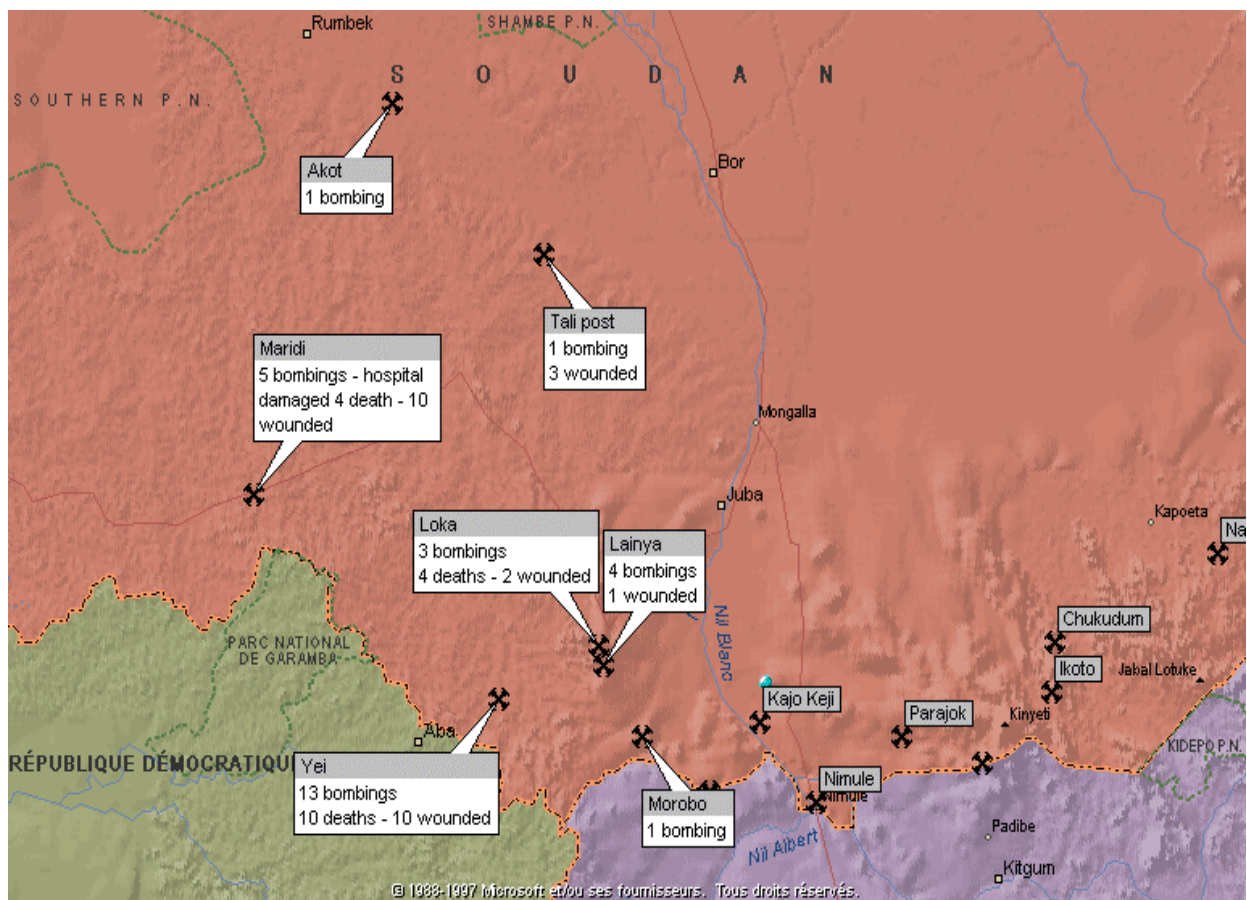 Rumbek
SHAMBE P.N.
SOUDAN
SOUTHERN P.N.
Akot
1 bombing
Bor
Tali post
1 bombing
3 wounded
Maridi
5 bombings - hospital
damaged 4 death - 10
wounded
Mongalla
Juba
Kapoeta
Loka
3 bombings
4 deaths - 2 wounded
Lainya
4 bombings
1 wounded
Na
Nil Blanc
Chukudum
PARC NATIONAL
DE GARAMBA
Ikoto
Jabal Lotuke
Kajo Keji
Parajok
Kinyeti
Aba
KIDEPO P.N.
RÉPUBLIQUE DÉMOCRATIQU
Yei
13 bombings
10 deaths - 10 wounded
Nimule
Nimule
Morobo
1 bombing
Padibe
Nil Albert
Kitgum
© 1988-1997 Microsoft et/ou ses fournisseurs. Tous droits réservés.